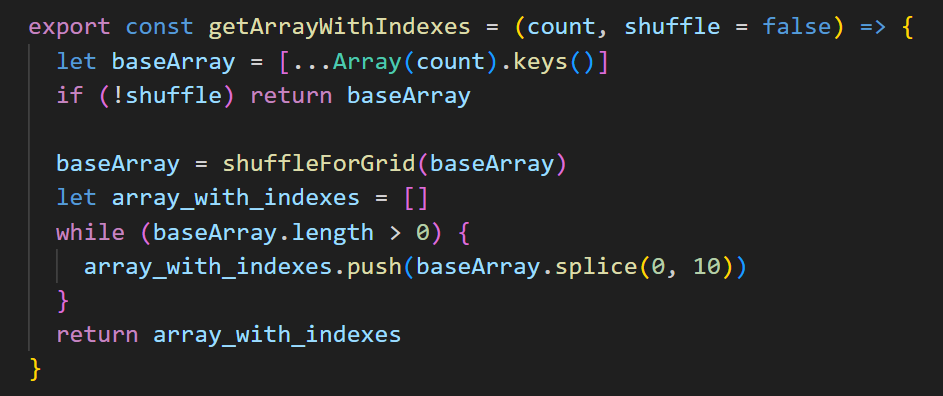 export const getArrayWithIndexes = (count, shuffle = false) => {
let baseArray = [...Array(count).keys()]
if (!shuffle) return baseArray
baseArray = shuffleForGrid(baseArray)
let array_with_indexes = []
while (baseArray.length > 0) {
array_with_indexes.push(baseArray.splice(0, 10))
}
return array_with_indexes
}